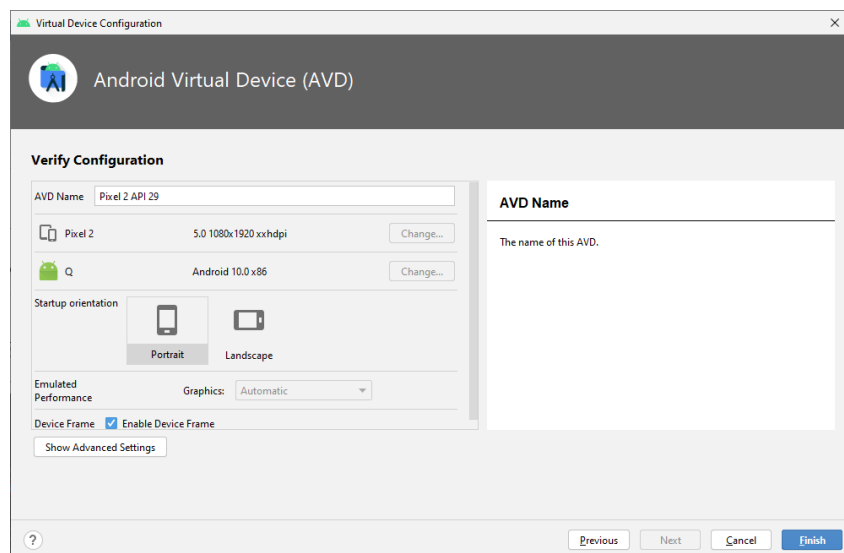 Virtual Device Configuration
Android Virtual Device (AVD)
Verify Configuration
AVD Name Pixel 2 API 29
Pixel 2 5.0 1080x1920 xxhdpi Change...
Q Android 10.0 x86 Change...
Startup orientation
Portrait Landscape
Emulated
Performance Graphics: Automatic
Device Frame Enable Device Frame
Show Advanced Settings
AVD Name
The name of this AVD.
? Previous Next Cancel Finish